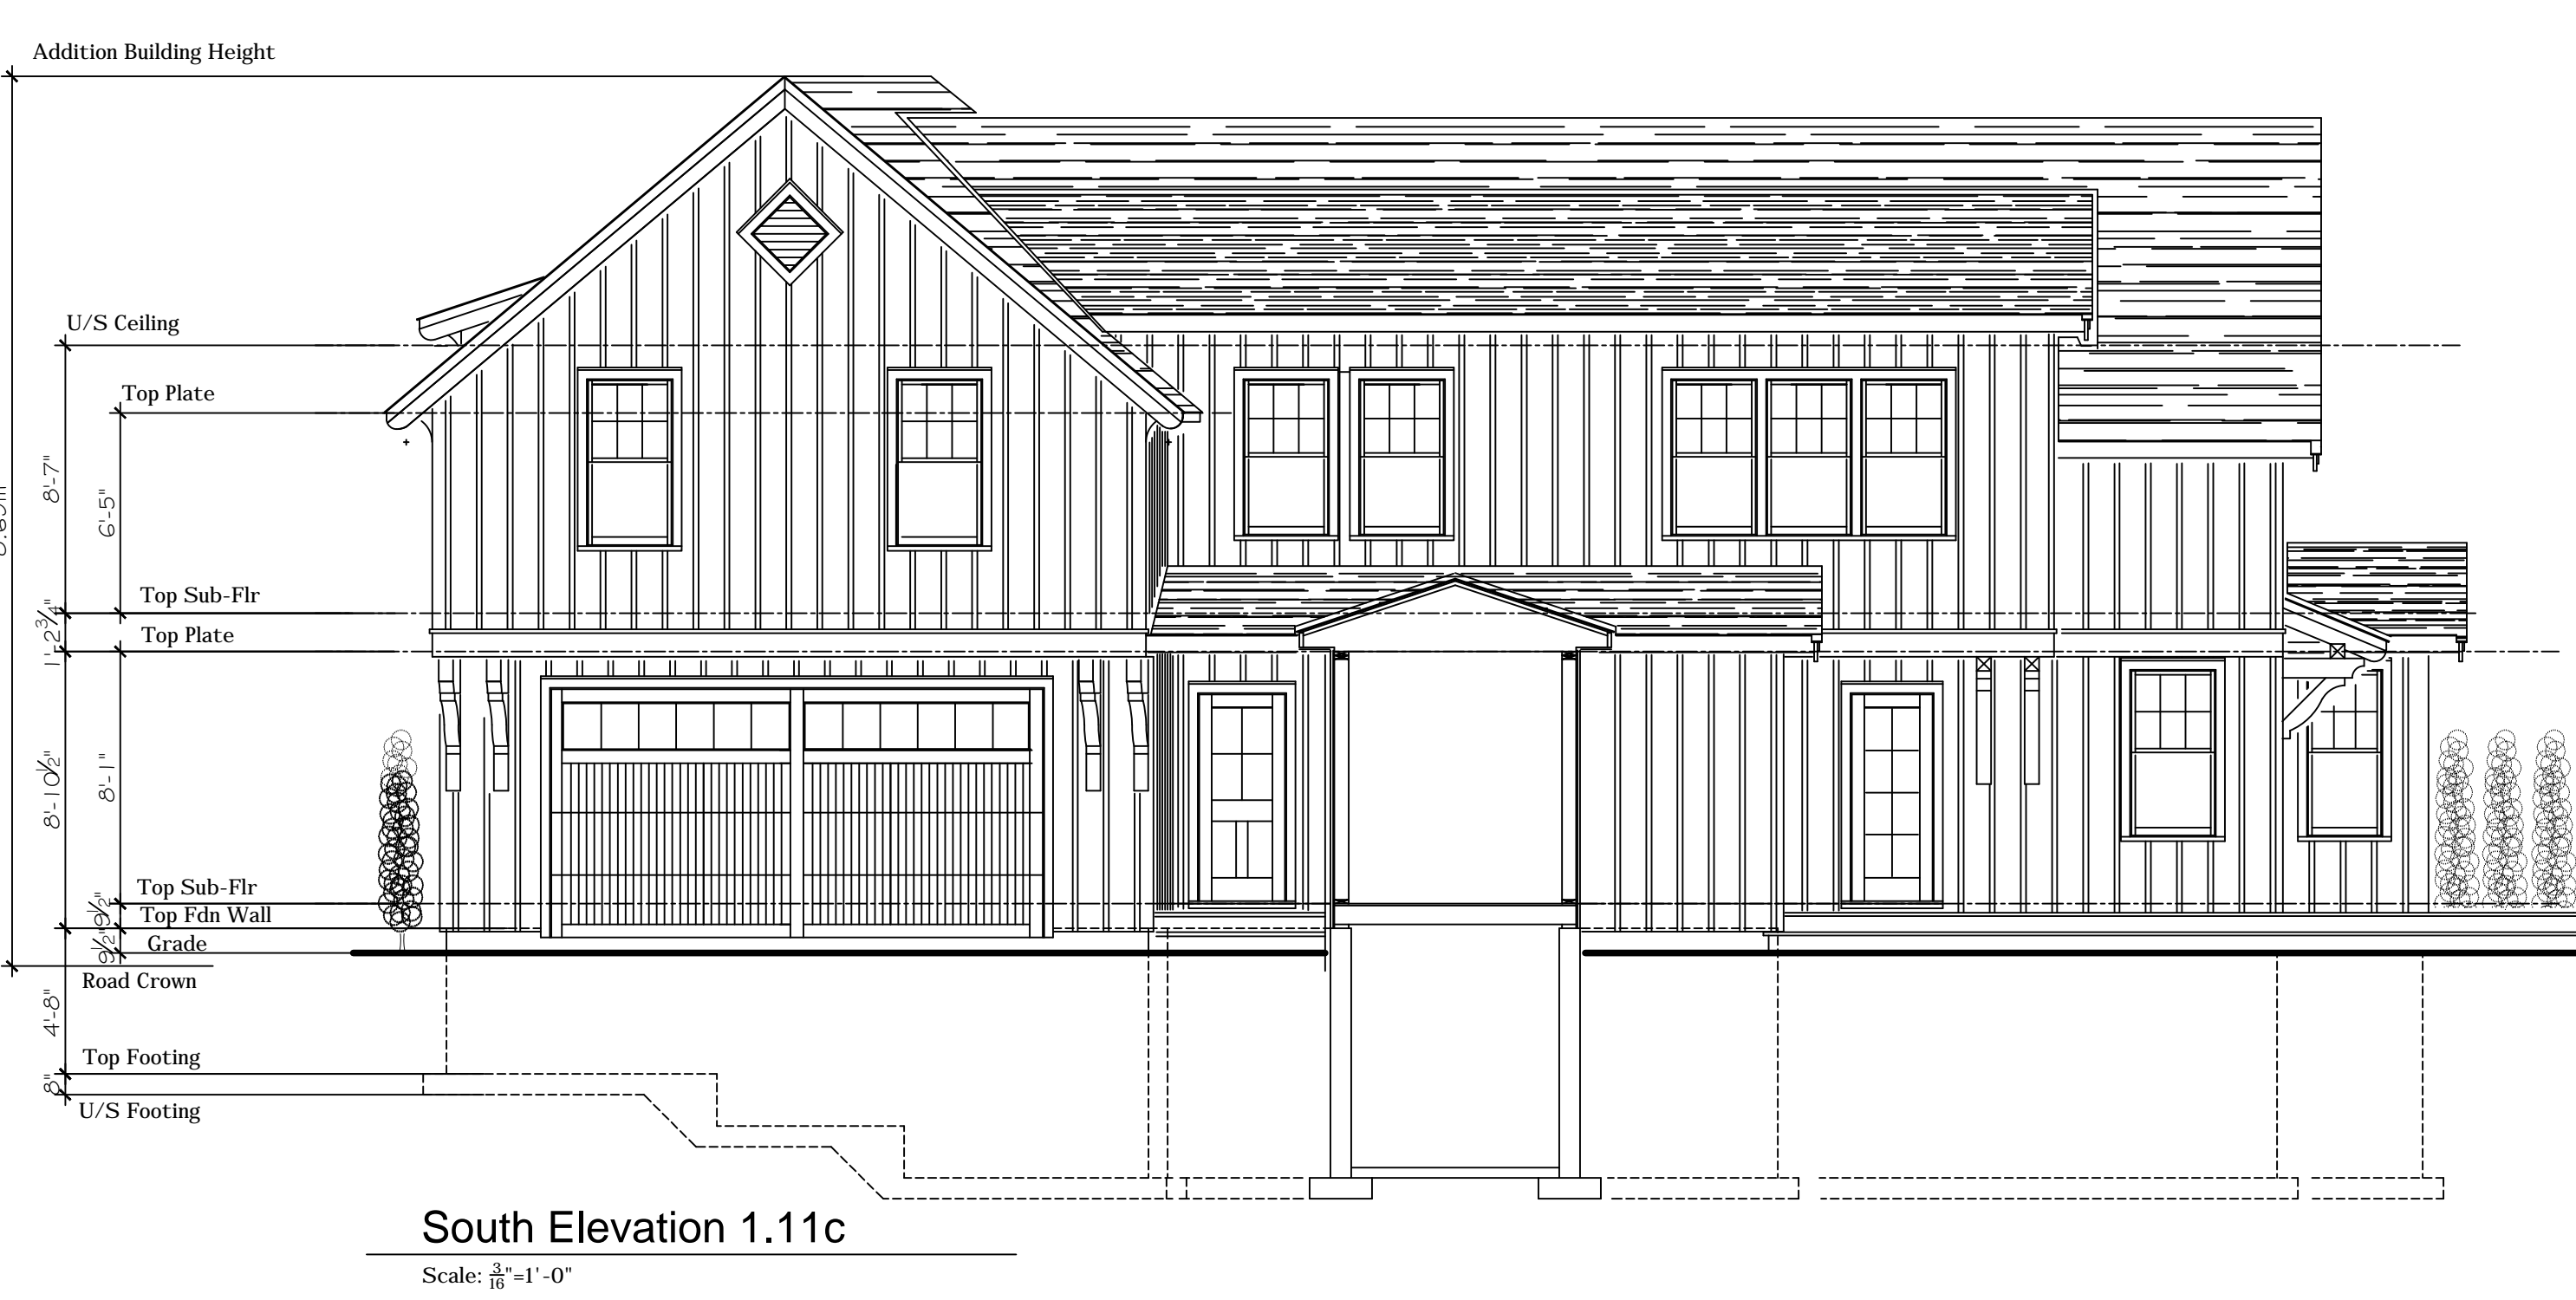 Addition Building Height
U/S Ceiling
Top Plate
8'-7"
6'-5"
Top Sub-Flr
1'-2¾"
Top Plate
8'-10½"
8'-1"
Top Sub-Flr
9½"
Top Fdn Wall
9½"
Grade
Road Crown
4'-8"
Top Footing
8"
U/S Footing
South Elevation 1.11c
Scale: 3/16"=1'-0"